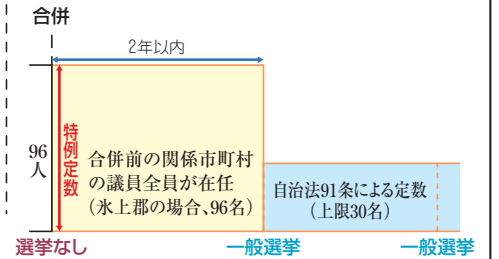 合併
2年以内
96人
特例定数
合併前の関係市町村
の議員全員が在任
（氷上郡の場合、96名）
自治法91条による定数
（上限30名）
選挙なし
一般選挙
一般選挙